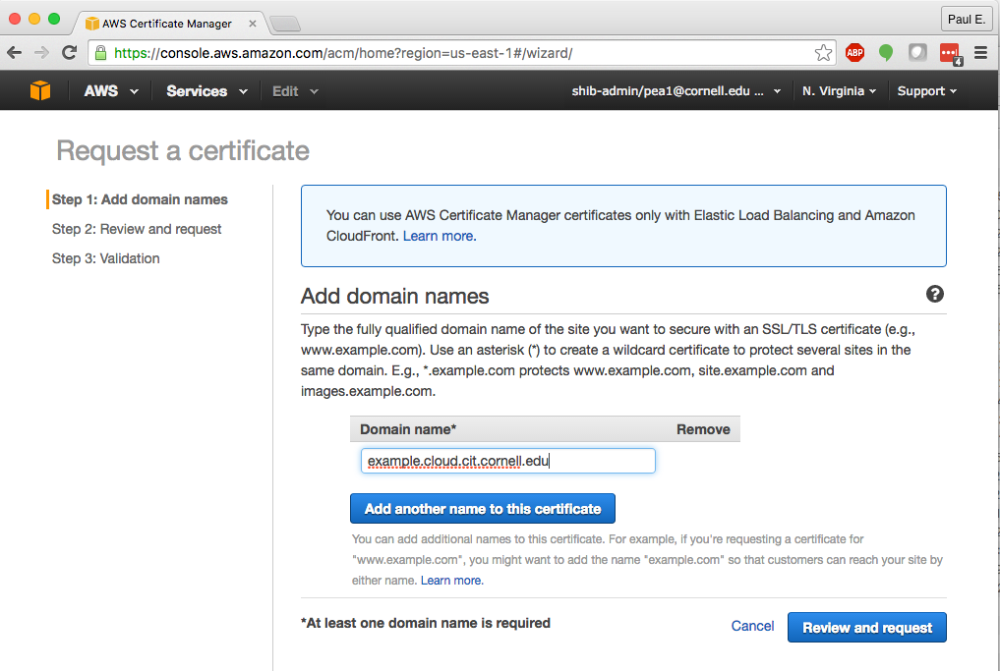 AWS Certificate Manager
Paul E.
https://console.aws.amazon.com/acm/home?region=us-east-1#/wizard/
ABP
4
AWS Services Edit shib-admin/pea1@cornell.edu ... N. Virginia Support
Request a certificate
Step 1: Add domain names
Step 2: Review and request
Step 3: Validation
You can use AWS Certificate Manager certificates only with Elastic Load Balancing and Amazon
CloudFront. Learn more.
Add domain names
?
Type the fully qualified domain name of the site you want to secure with an SSL/TLS certificate (e.g.,
www.example.com). Use an asterisk (*) to create a wildcard certificate to protect several sites in the
same domain. E.g., *.example.com protects www.example.com, site.example.com and
images.example.com.
Domain name* Remove
example.cloud.cit.cornell.edu
Add another name to this certificate
You can add additional names to this certificate. For example, if you're requesting a certificate for
"www.example.com", you might want to add the name "example.com" so that customers can reach your site by
either name. Learn more.
*At least one domain name is required
Cancel Review and request